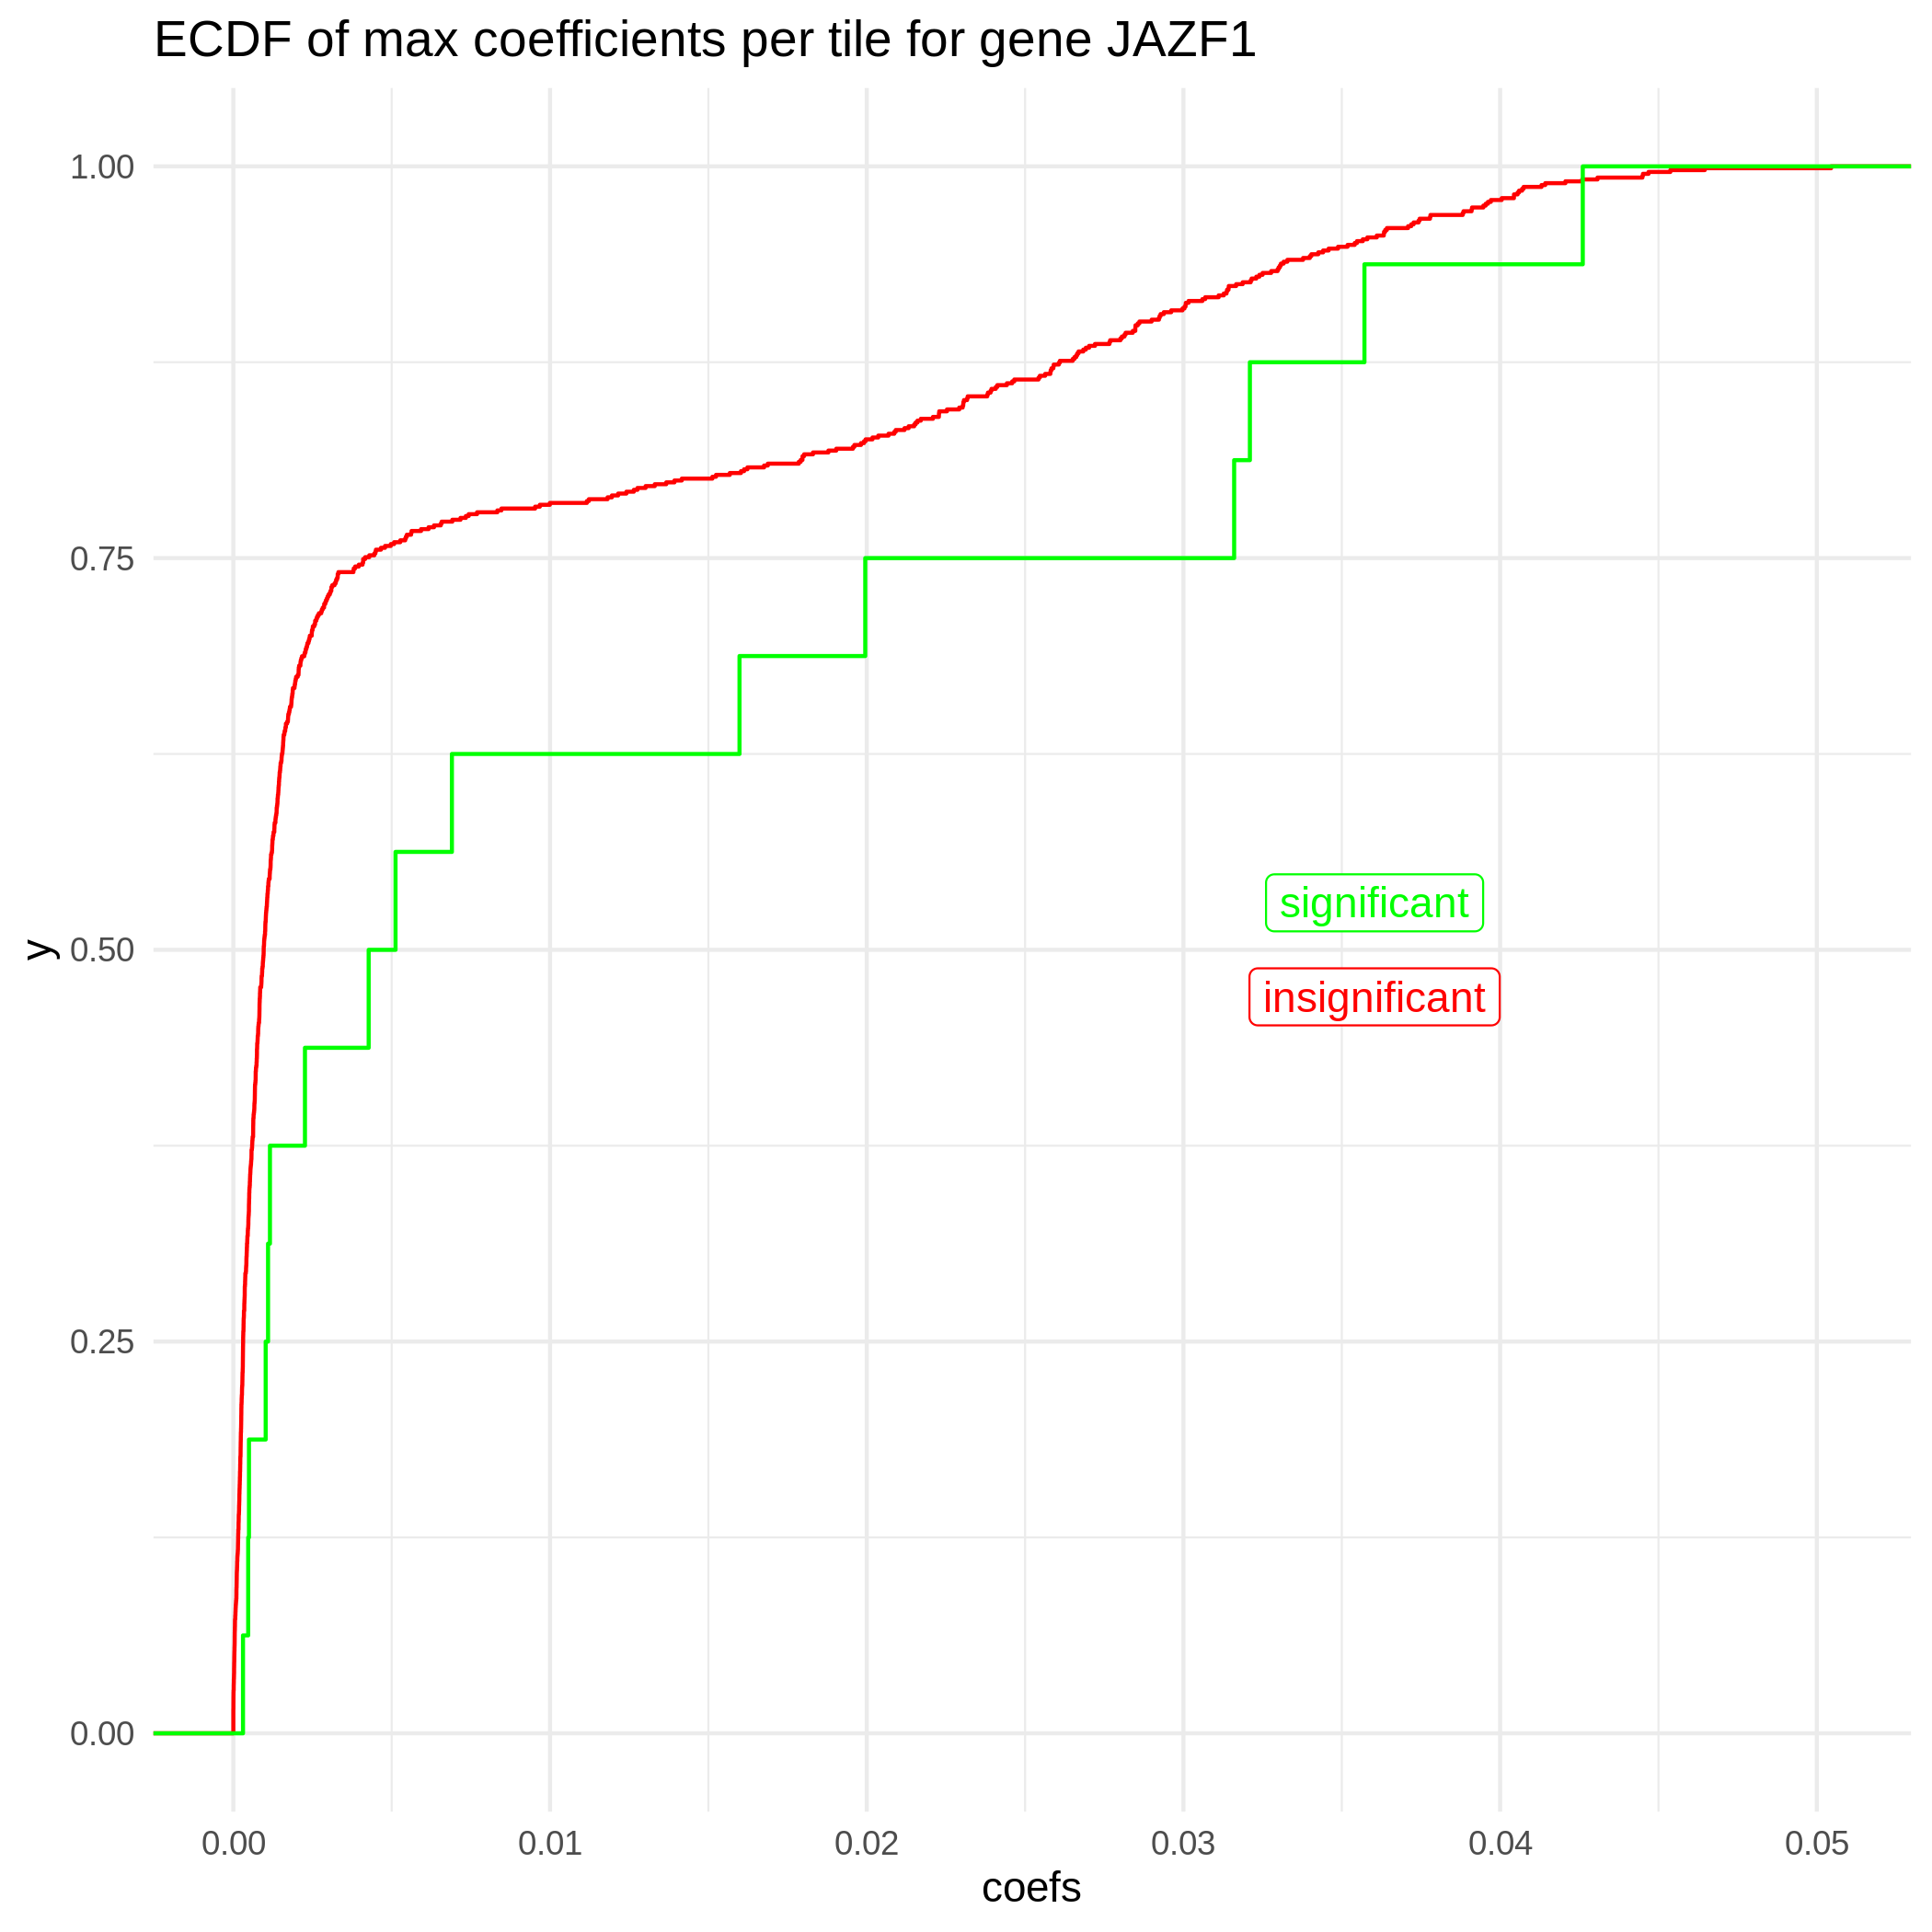 ECDF of max coefficients per tile for gene JAZF1
1.00
0.75
0.50
0.25
0.00
y
significant
insignificant
0.00 0.01 0.02 0.03 0.04 0.05
coefs